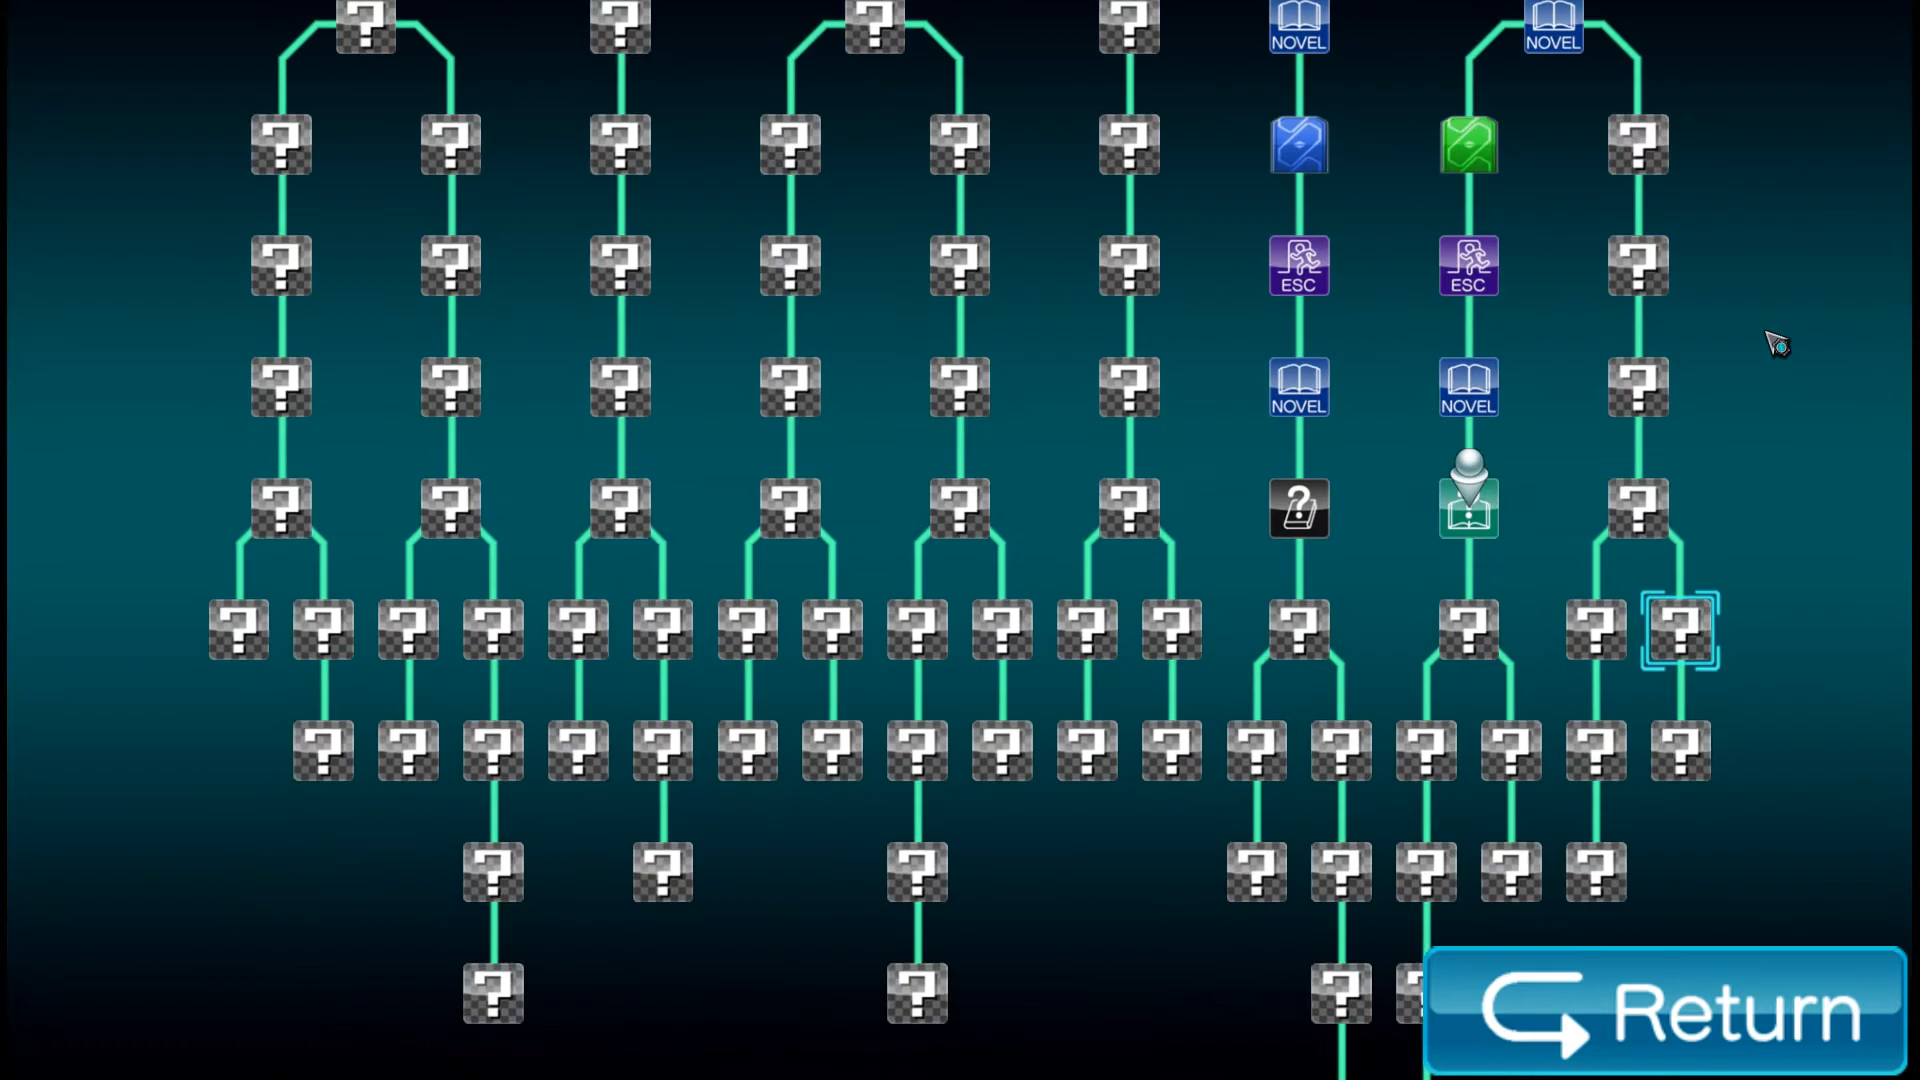 ? ? ? ? NOVEL NOVEL
? ? ? ? ? ? ?
? ? ? ? ? ? ESC ESC ?
? ? ? ? ? ? NOVEL NOVEL ?
? ? ? ? ? ? ? ?
? ? ? ? ? ? ? ? ? ? ? ? ? ? ? ?
? ? ? ? ? ? ? ? ? ? ? ? ? ? ? ? ?
? ? ? ? ? ? ? ?
? ? ? ?
Return